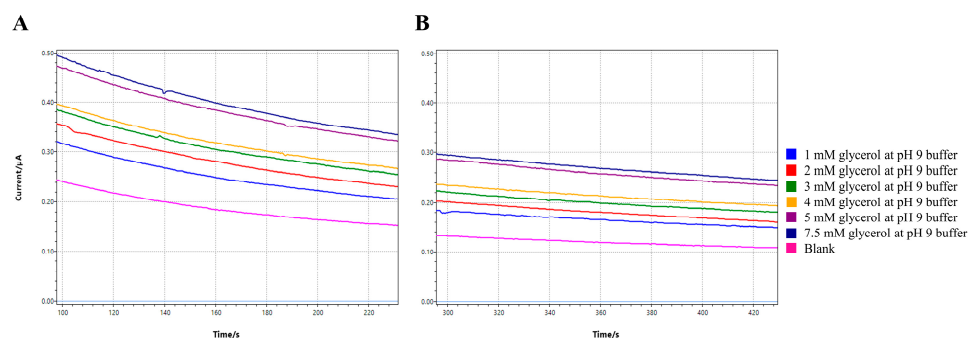 A
B
0.50
0.40
0.30
0.20
0.10
0.00
Current/µA
100
120
140
160
180
200
220
Time/s
0.50
0.40
0.30
0.20
0.10
0.00
300
320
340
360
380
400
420
Time/s
1 mM glycerol at pH 9 buffer
2 mM glycerol at pH 9 buffer
3 mM glycerol at pH 9 buffer
4 mM glycerol at pH 9 buffer
5 mM glycerol at pH 9 buffer
7.5 mM glycerol at pH 9 buffer
Blank